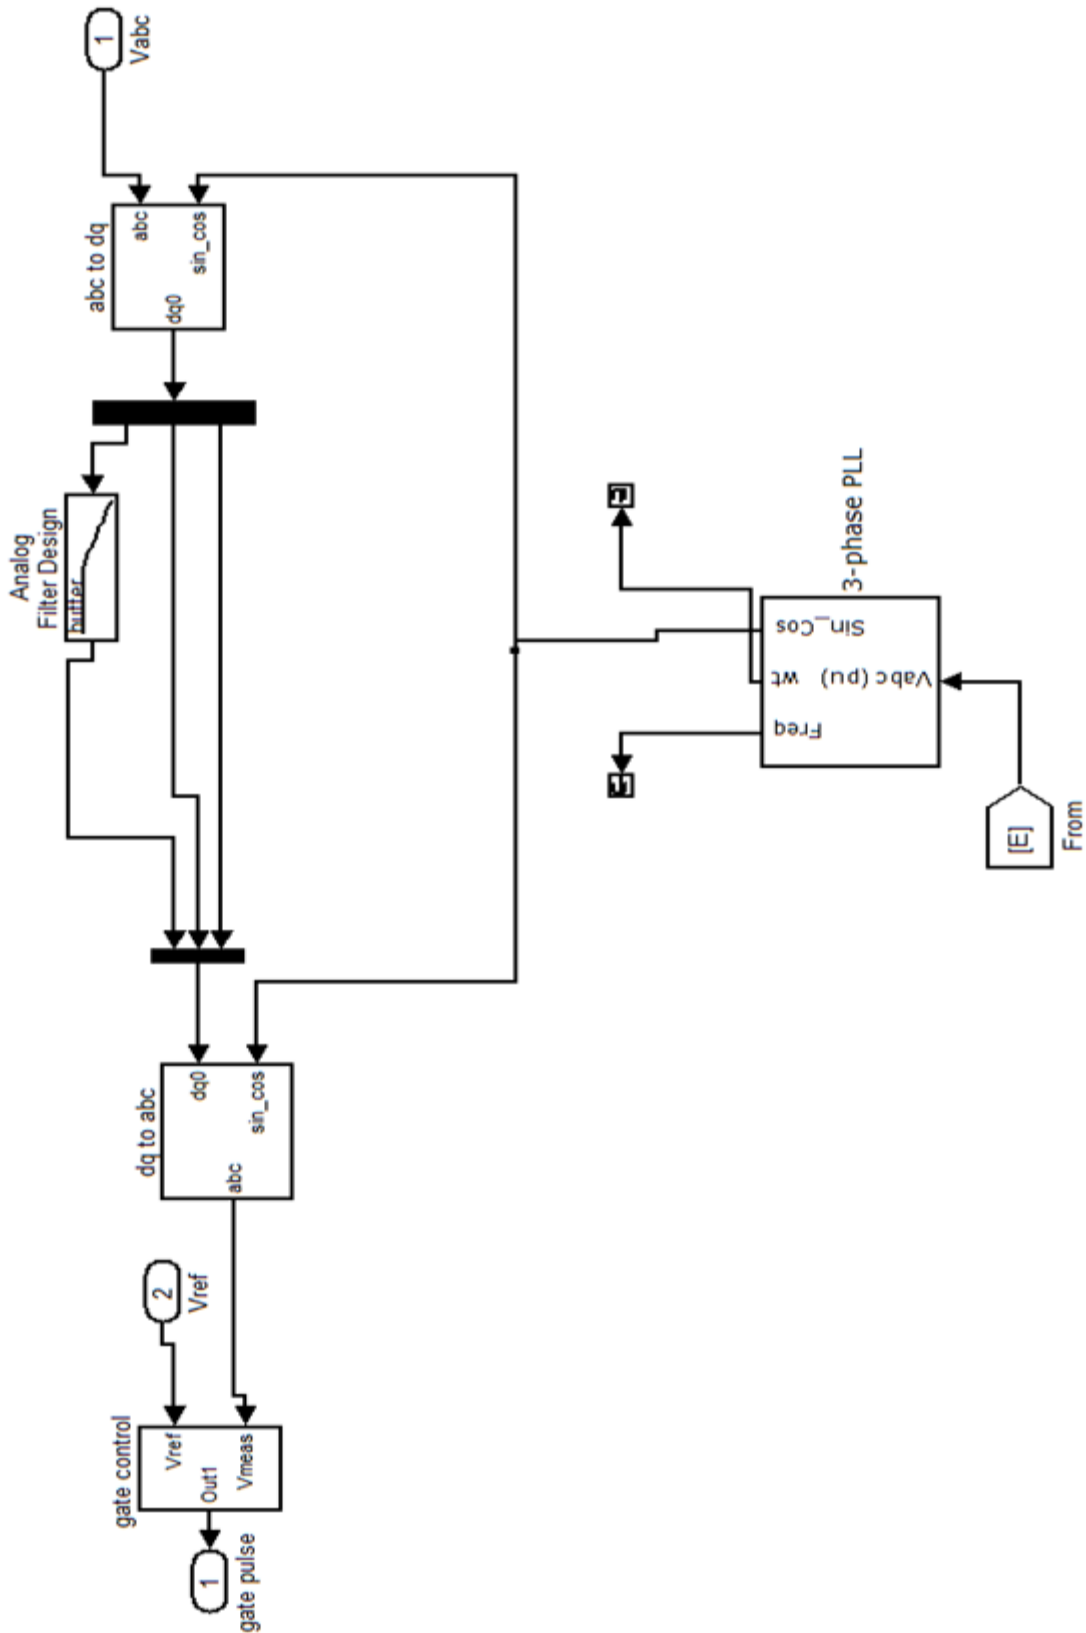 1
Vabc
abc to dq
abc
sin_cos
dq0
Analog
Filter Design
butter
3-phase PLL
Freq
Vabc (pu) wt
Sin_Cos
[E]
From
dq to abc
dq0
sin_cos
abc
2
Vref
gate control
Vref
Out1
Vmeas
1
gate pulse